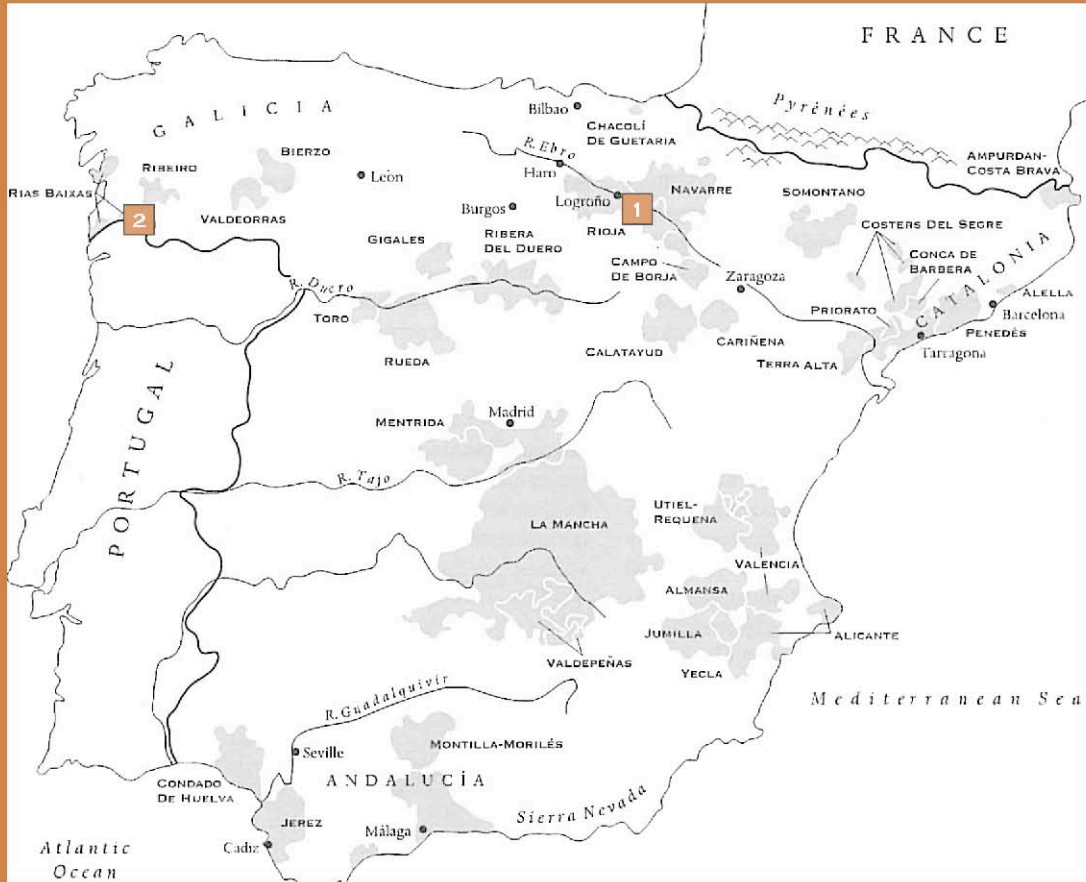 FRANCE
Pyrénées
GALICIA
Bilbao
CHACOLÍ
DE GUETARIA
R. Ebro
Haro
BIERZO
RIBEIRO
León
RIAS BAIXAS
2
VALDEORRAS
Burgos
Logroño
1
NAVARRE
RIOJA
SOMONTANO
AMPURDAN-
COSTA BRAVA
GIGALES
RIBERA
DEL DUERO
CAMPO
DE BORJA
Zaragoza
COSTERS DEL SEGRE
CONCA DE
BARBERA
CATALONIA
R. Duero
TORO
RUEDA
CALATAYUD
CARIÑENA
PRIORATO
ALELLA
Barcelona
PENEDÉS
Tarragona
TERRA ALTA
PORTUGAL
MENTRIDA
Madrid
R. Tajo
LA MANCHA
UTIEL-
REQUENA
VALENCIA
ALMANSA
JUMILLA
ALICANTE
YECLA
VALDEPEÑAS
Mediterranean Sea
R. Guadalquivir
Seville
MONTILLA-MORILÉS
ANDALUCÍA
CONDADO
DE HUELVA
JEREZ
Cadiz
Málaga
Sierra Nevada
Atlantic
Ocean